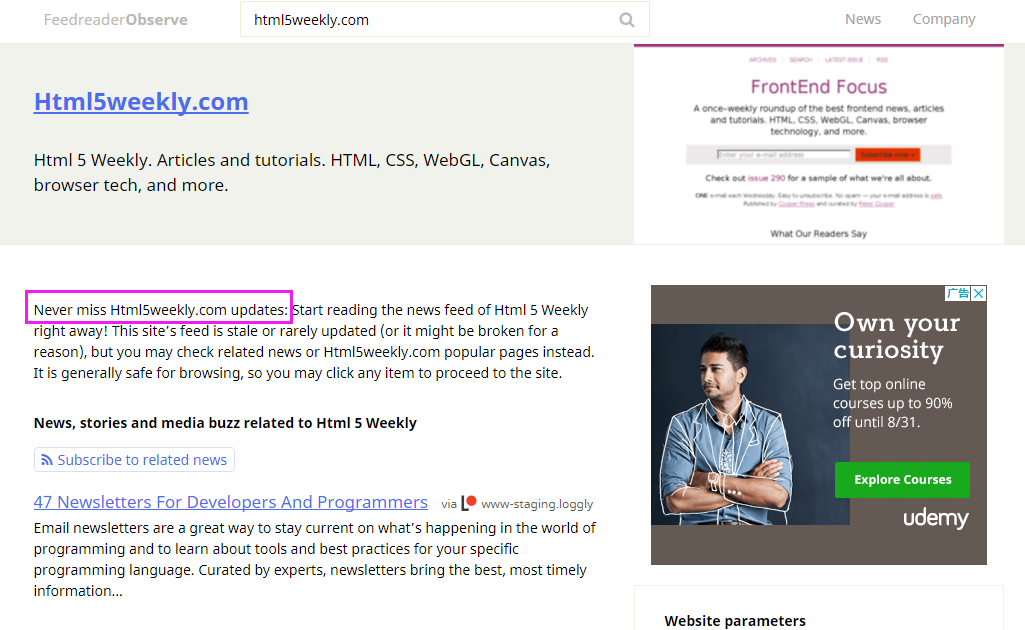 FeedreaderObserve
html5weekly.com
News
Company
Html5weekly.com
Html 5 Weekly. Articles and tutorials. HTML, CSS, WebGL, Canvas,
browser tech, and more.
ARCHIVES | SEARCH | LATEST ISSUE | RSS
FrontEnd Focus
A once–weekly roundup of the best frontend news, articles
and tutorials. HTML, CSS, WebGL, Canvas, browser
technology, and more.
Enter your e-mail address
Subscribe now »
Check out issue 290 for a sample of what we're all about.
ONE e-mail each Wednesday. Easy to unsubscribe. No spam — your e-mail address is safe
Published by Cooper Press and curated by Peter Cooper
What Our Readers Say
Never miss Html5weekly.com updates: Start reading the news feed of Html 5 Weekly
right away! This site's feed is stale or rarely updated (or it might be broken for a
reason), but you may check related news or Html5weekly.com popular pages instead.
It is generally safe for browsing, so you may click any item to proceed to the site.
News, stories and media buzz related to Html 5 Weekly
Subscribe to related news
47 Newsletters For Developers And Programmers via www-staging.loggly
Email newsletters are a great way to stay current on what's happening in the world of
programming and to learn about tools and best practices for your specific
programming language. Curated by experts, newsletters bring the best, most timely
information...
广告
Own your
curiosity
Get top online
courses up to 90%
off until 8/31.
Explore Courses
udemy
Website parameters